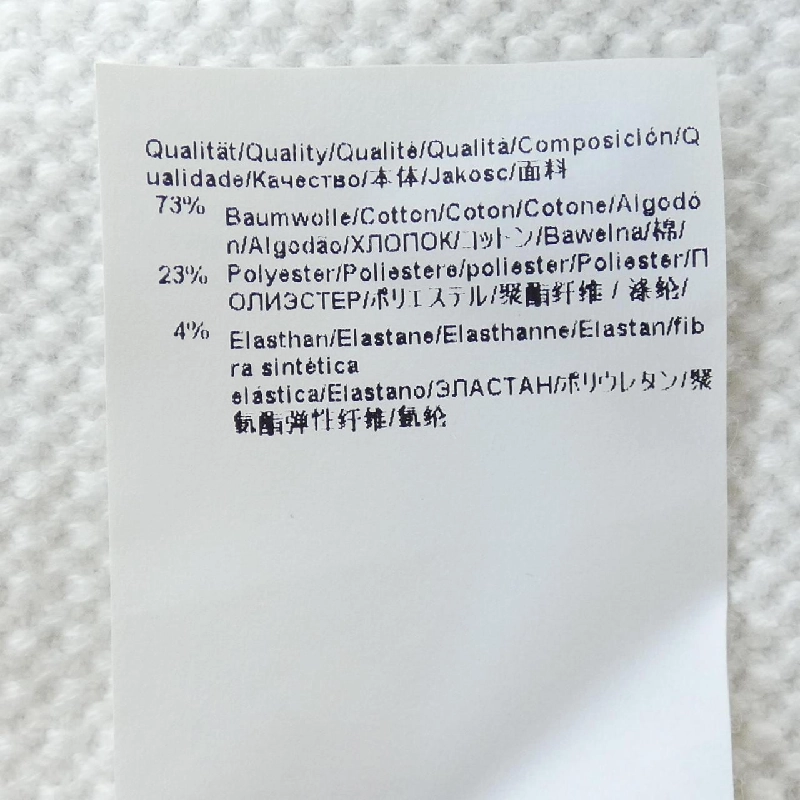 Qualität/Quality/Qualité/Qualità/Composición/Q
ualidade/Качество/本体/Jakosc/面料
73% Baumwolle/Cotton/Coton/Cotone/Algodó
n/Algodão/ХЛОПОК/コットン/Bawelna/棉/
23% Polyester/Poliestere/poliester/Poliester/П
ОЛИЭСТЕР/ポリエステル/聚酯纤维 / 涤纶/
4% Elasthan/Elastane/Elasthanne/Elastan/fib
ra sintética
elástica/Elastano/ЭЛАСТАН/ポリウレタン/聚
氨酯弹性纤维/氨纶